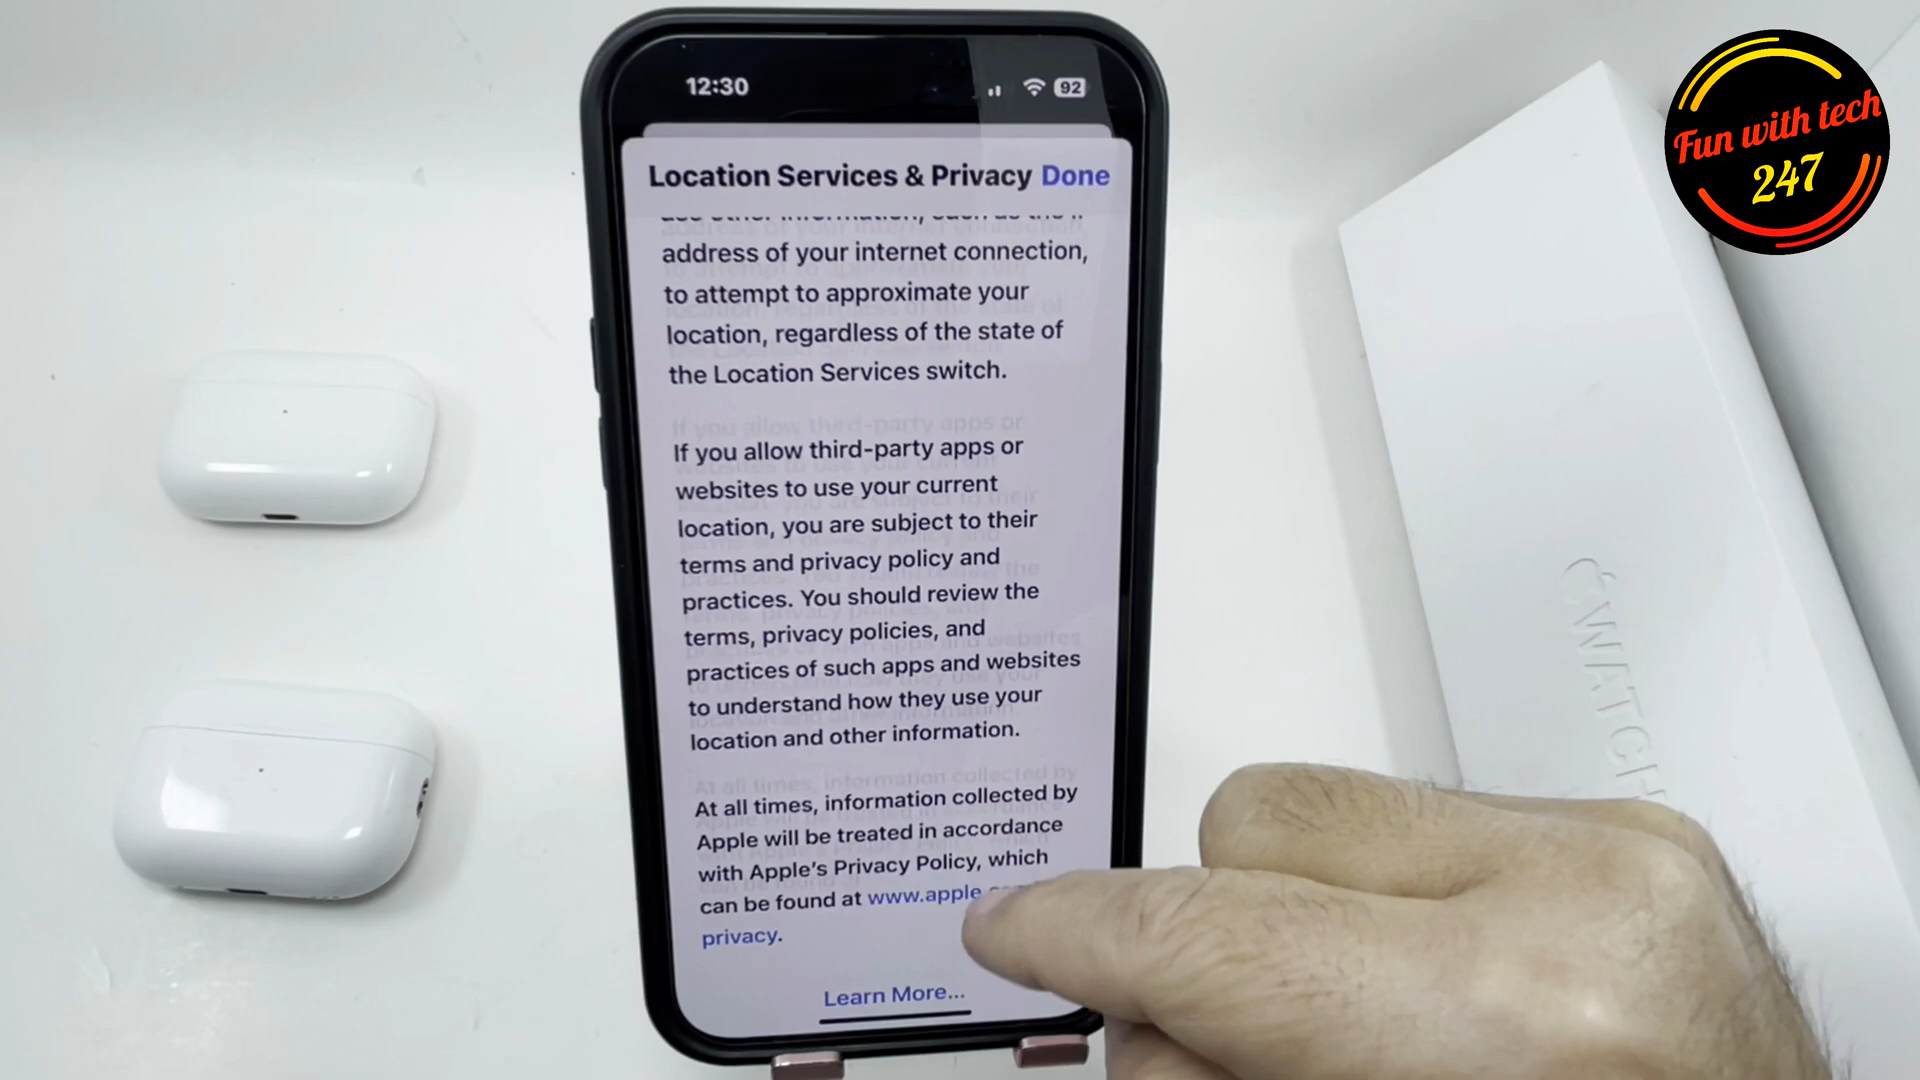 12:30
92
Location Services & Privacy Done
address of your internet connection,
to attempt to approximate your
location, regardless of the state of
the Location Services switch.
If you allow third-party apps or
websites to use your current
location, you are subject to their
terms and privacy policy and
practices. You should review the
terms, privacy policies, and
practices of such apps and websites
to understand how they use your
location and other information.
At all times, information collected by
Apple will be treated in accordance
with Apple's Privacy Policy, which
can be found at www.apple.
privacy.
Learn More...
Fun with tech
247
WATCH